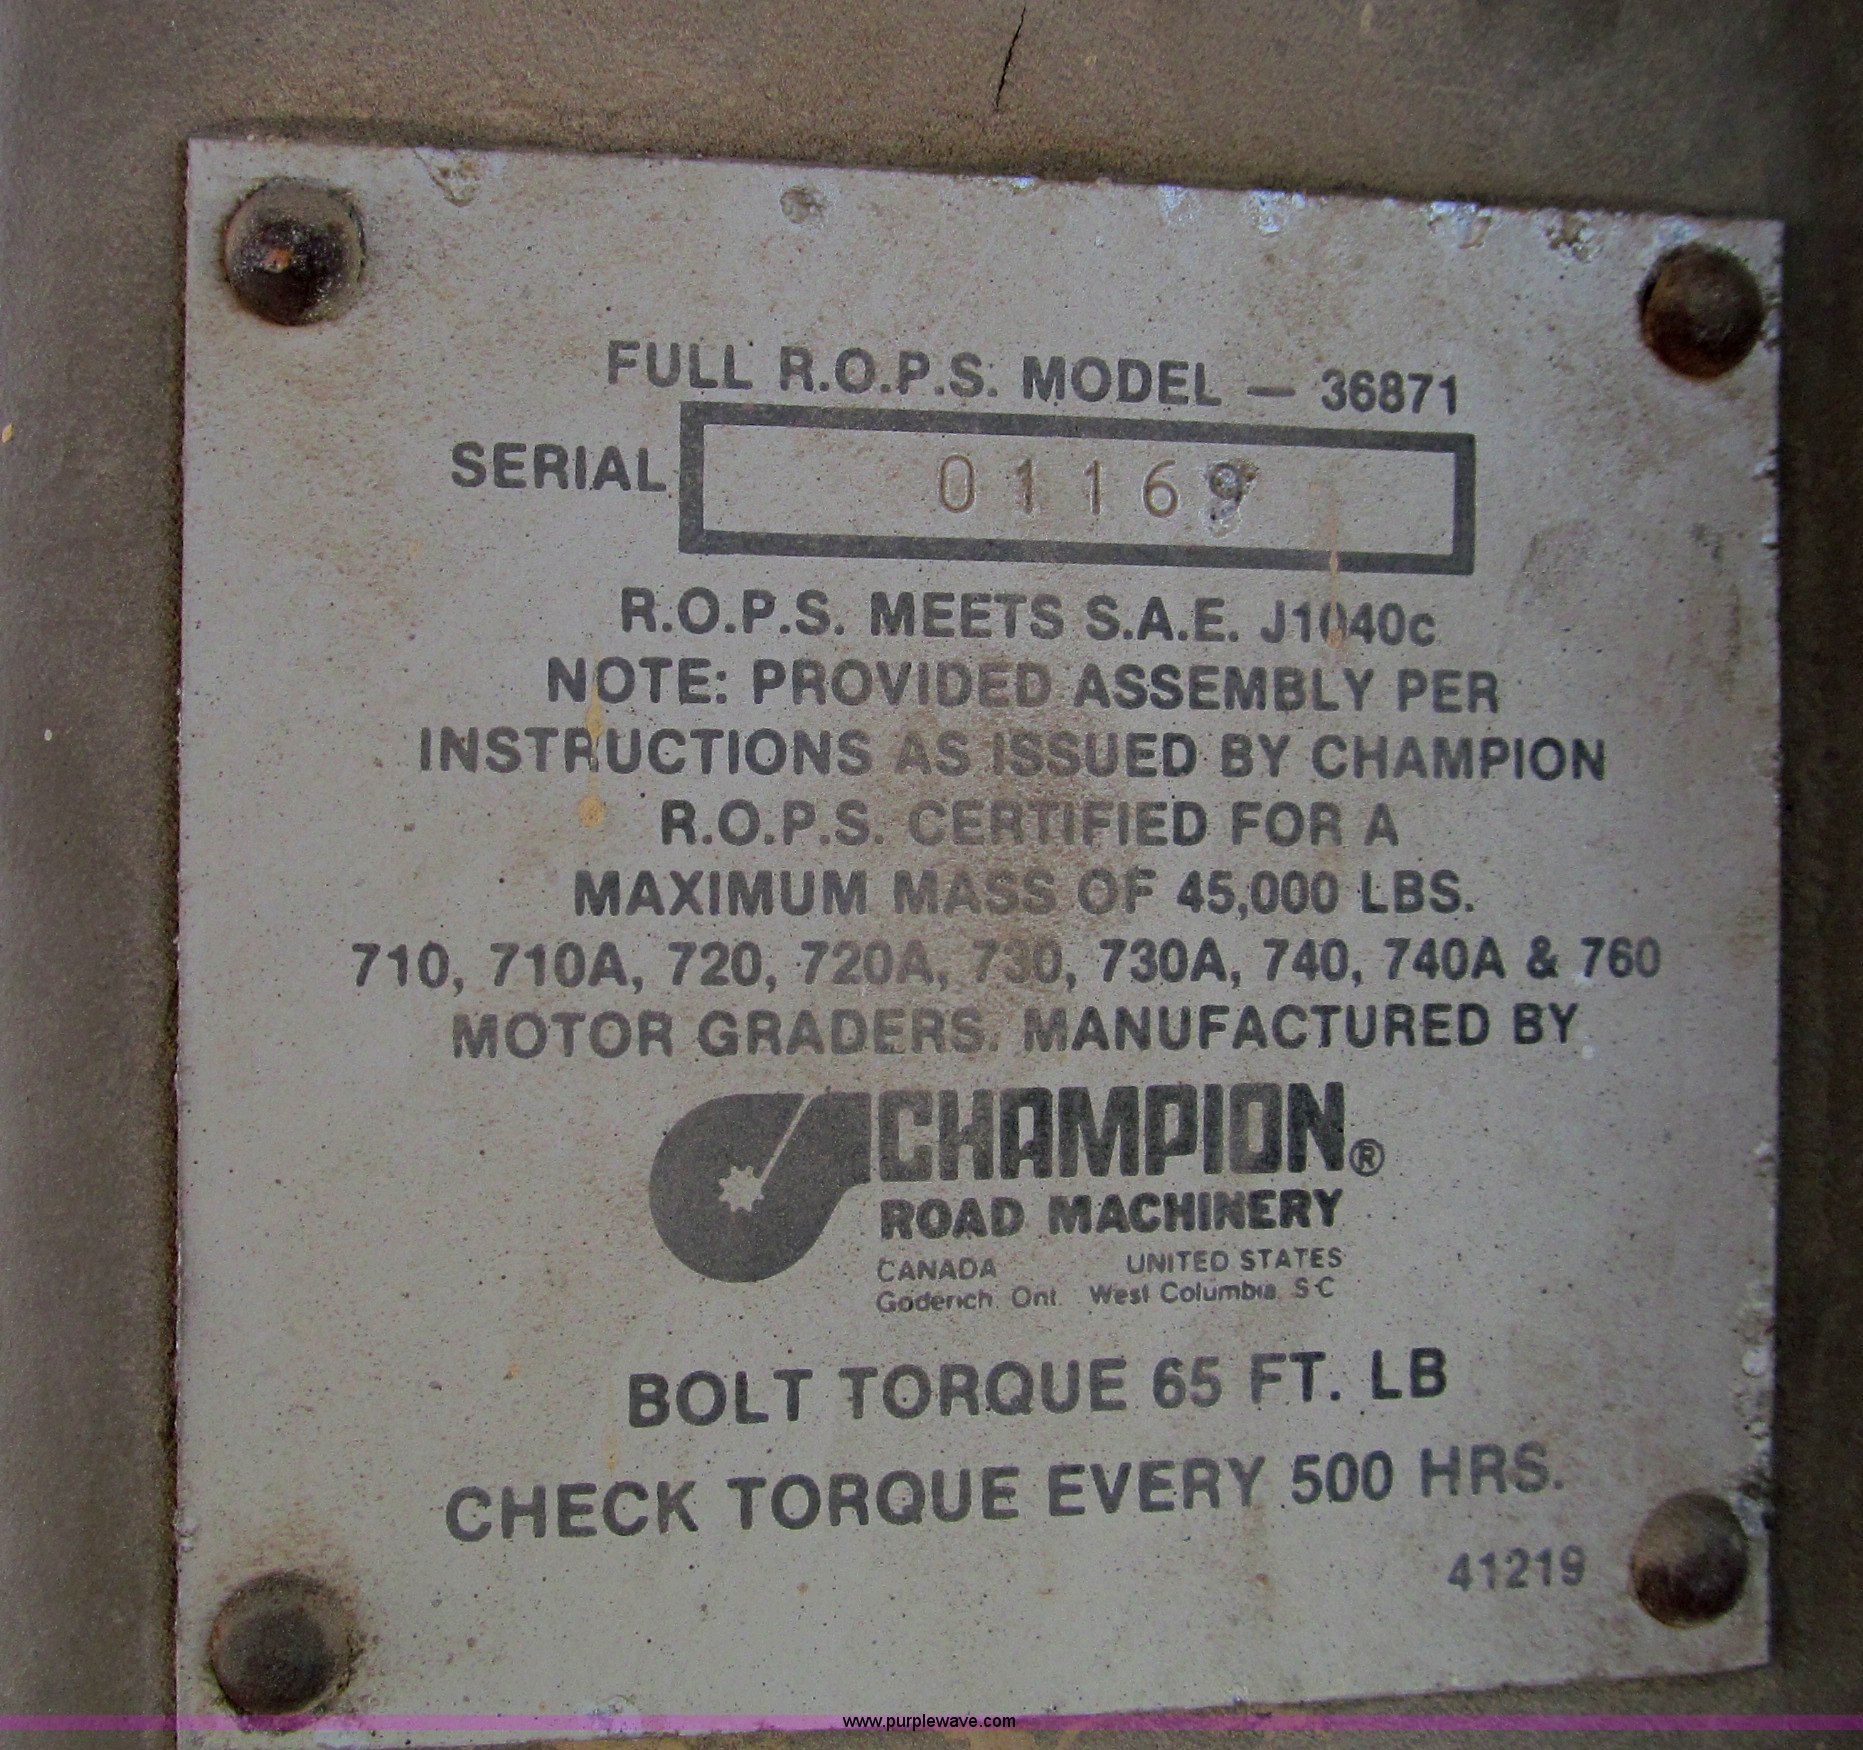 FULL R.O.P.S. MODEL — 36871
SERIAL 01169
R.O.P.S. MEETS S.A.E. J1040c
NOTE: PROVIDED ASSEMBLY PER
INSTRUCTIONS AS ISSUED BY CHAMPION
R.O.P.S. CERTIFIED FOR A
MAXIMUM MASS OF 45,000 LBS.
710, 710A, 720, 720A, 730, 730A, 740, 740A & 760
MOTOR GRADERS. MANUFACTURED BY
CHAMPION®
ROAD MACHINERY
CANADA UNITED STATES
Goderich, Ont. West Columbia, S.C.
BOLT TORQUE 65 FT. LB
CHECK TORQUE EVERY 500 HRS.
41219
www.purplewave.com